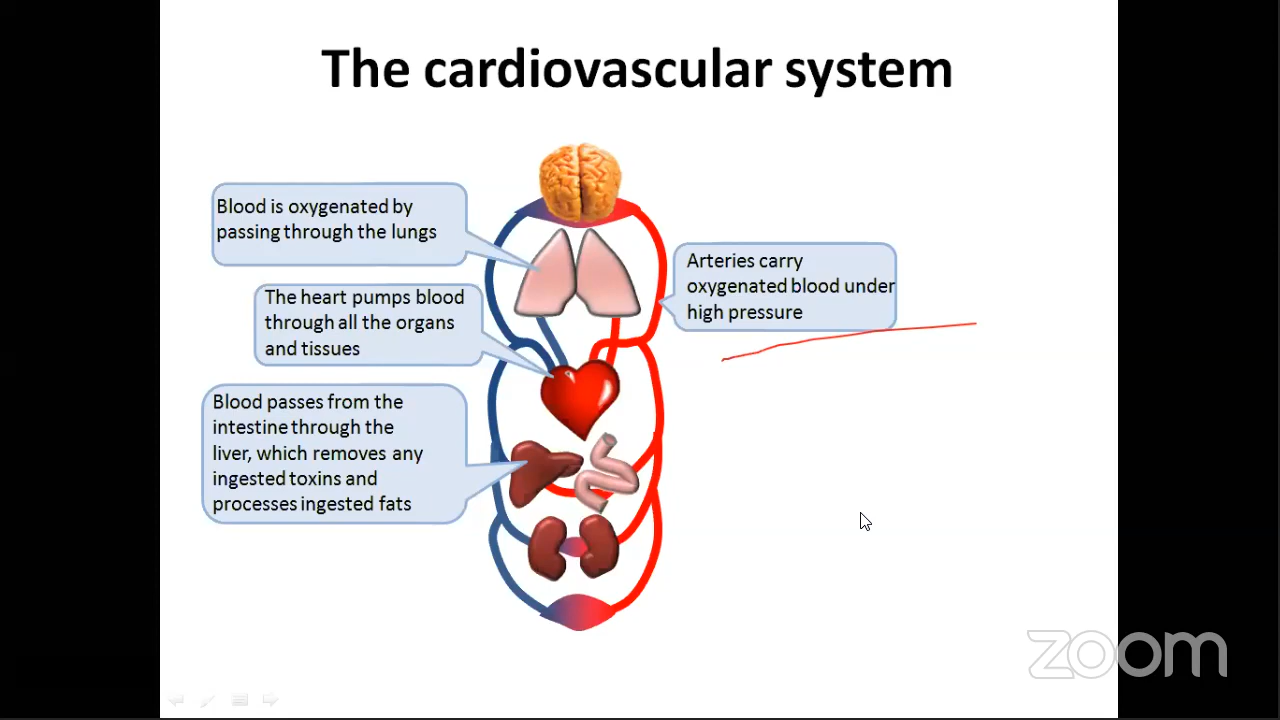 The cardiovascular system
Blood is oxygenated by
passing through the lungs
The heart pumps blood
through all the organs
and tissues
Blood passes from the
intestine through the
liver, which removes any
ingested toxins and
processes ingested fats
Arteries carry
oxygenated blood under
high pressure
zoom